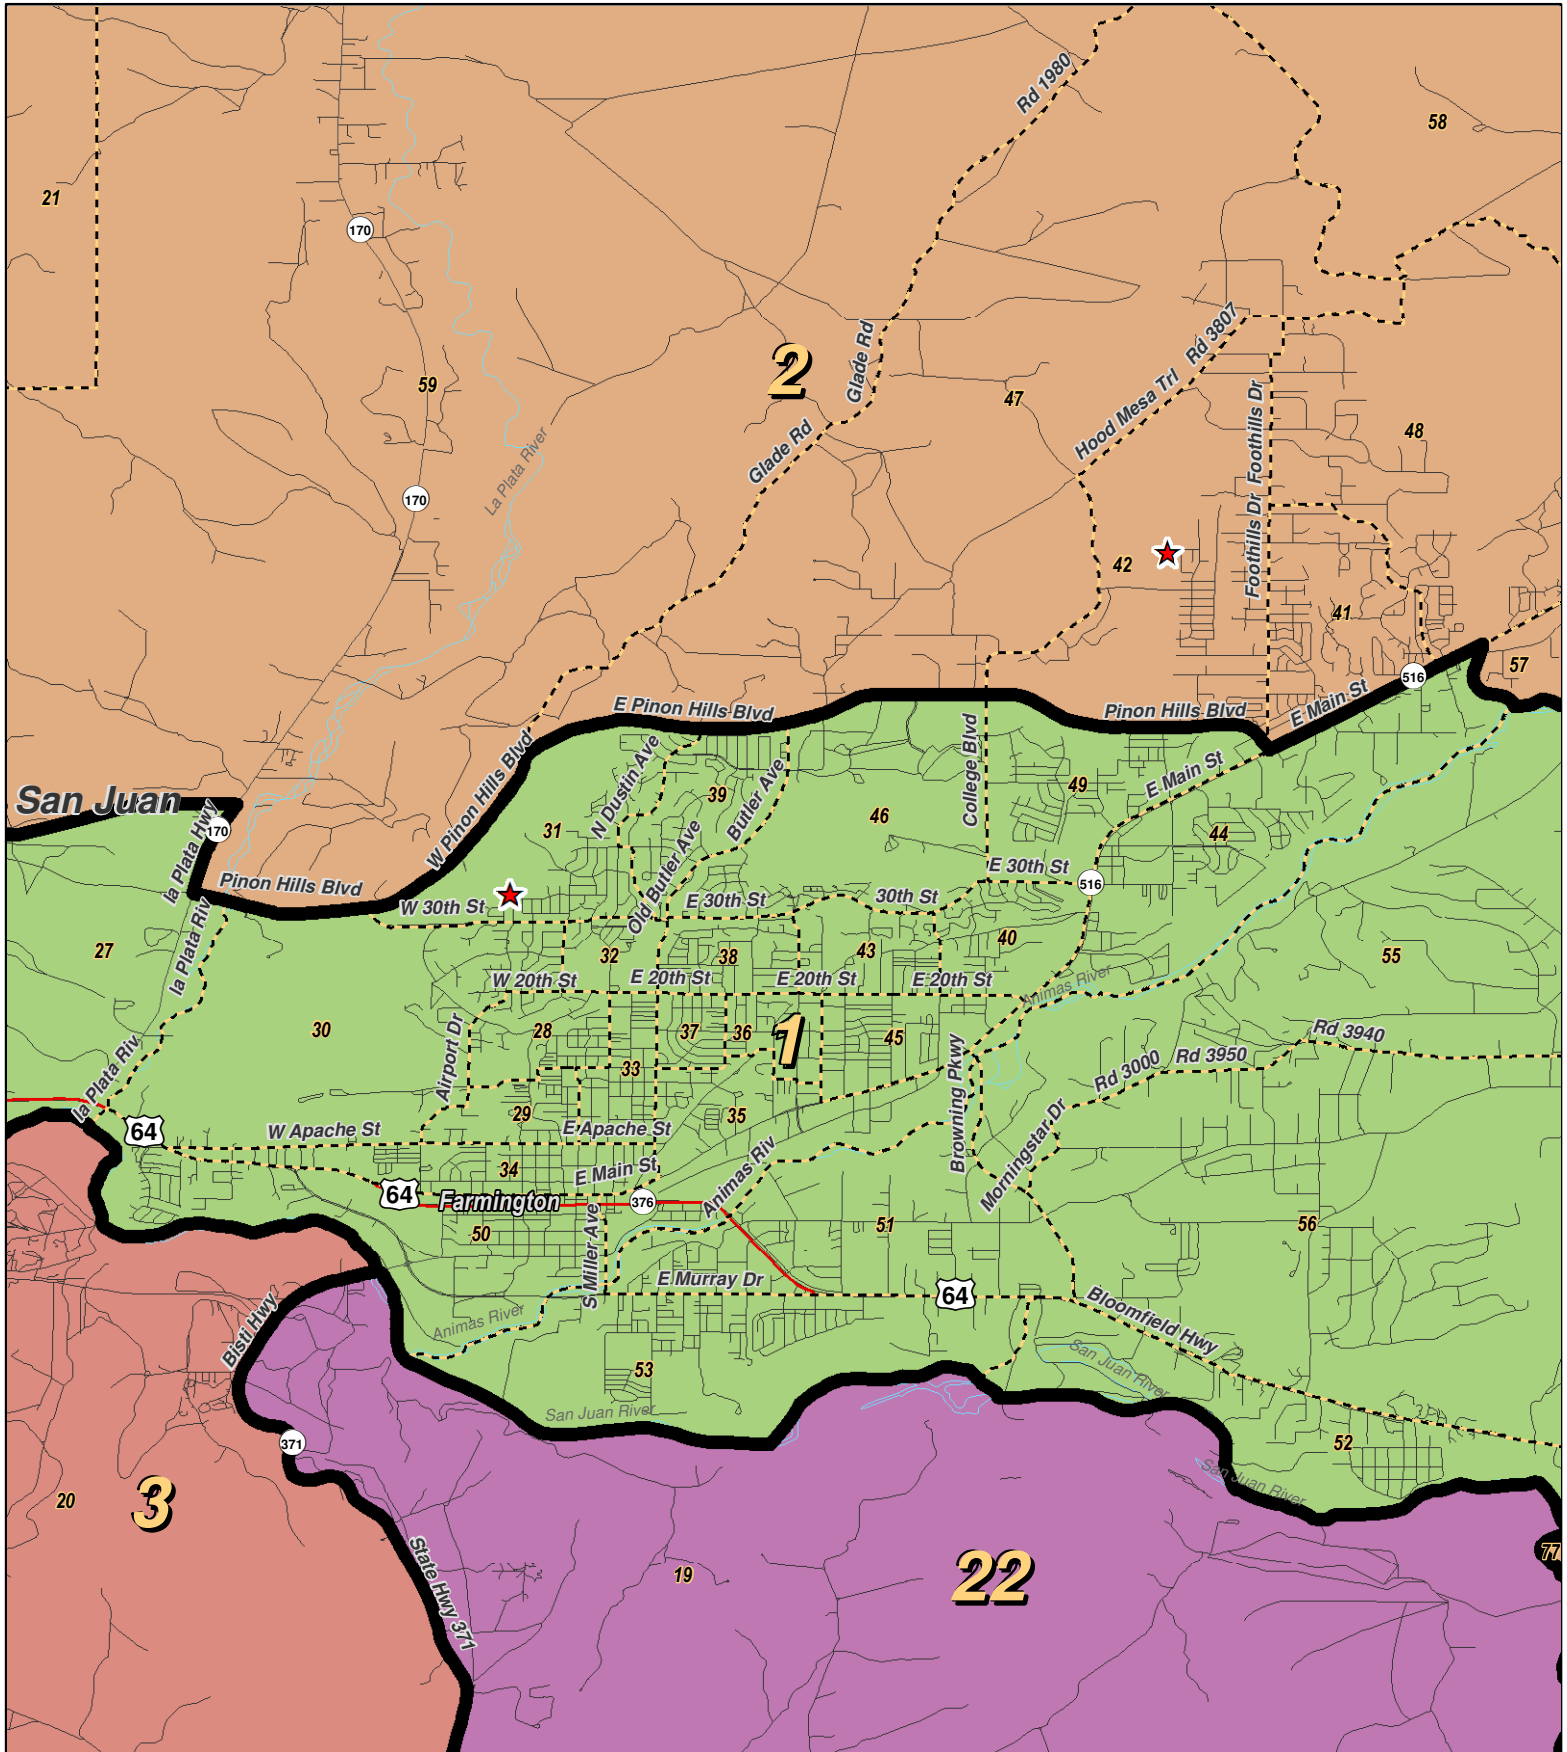 Rd 1980
58
21
170
2
Glade Rd
Rd 3807
59
47
Hood Mesa Trl
Foothills Dr
48
Glade Rd
La Plata River
170
Foothills Dr
42
41
57
516
E Pinon Hills Blvd
Pinon Hills Blvd
E Main St
W Pinon Hills Blvd
N Dustin Ave
College Blvd
E Main St
49
San Juan
39
Butler Ave
46
31
44
la Plata Hwy
170
Old Butler Ave
Pinon Hills Blvd
E 30th St
516
W 30th St
E 30th St
30th St
la Plata Riv
27
32
38
43
40
55
W 20th St
E 20th St
E 20th St
E 20th St
Animas River
30
28
37
36
1
45
Rd 3940
Airport Dr
33
Browning Pkwy
Rd 3000
Rd 3950
la Plata Riv
29
35
Morningstar Dr
64
W Apache St
E Apache St
34
E Main St
Animas Riv
64
Farmington
376
50
S Miller Ave
51
56
E Murray Dr
64
Bloomfield Hwy
Bisti Hwy
Animas River
53
San Juan River
San Juan River
371
52
San Juan River
20
3
State Hwy 371
19
22
77